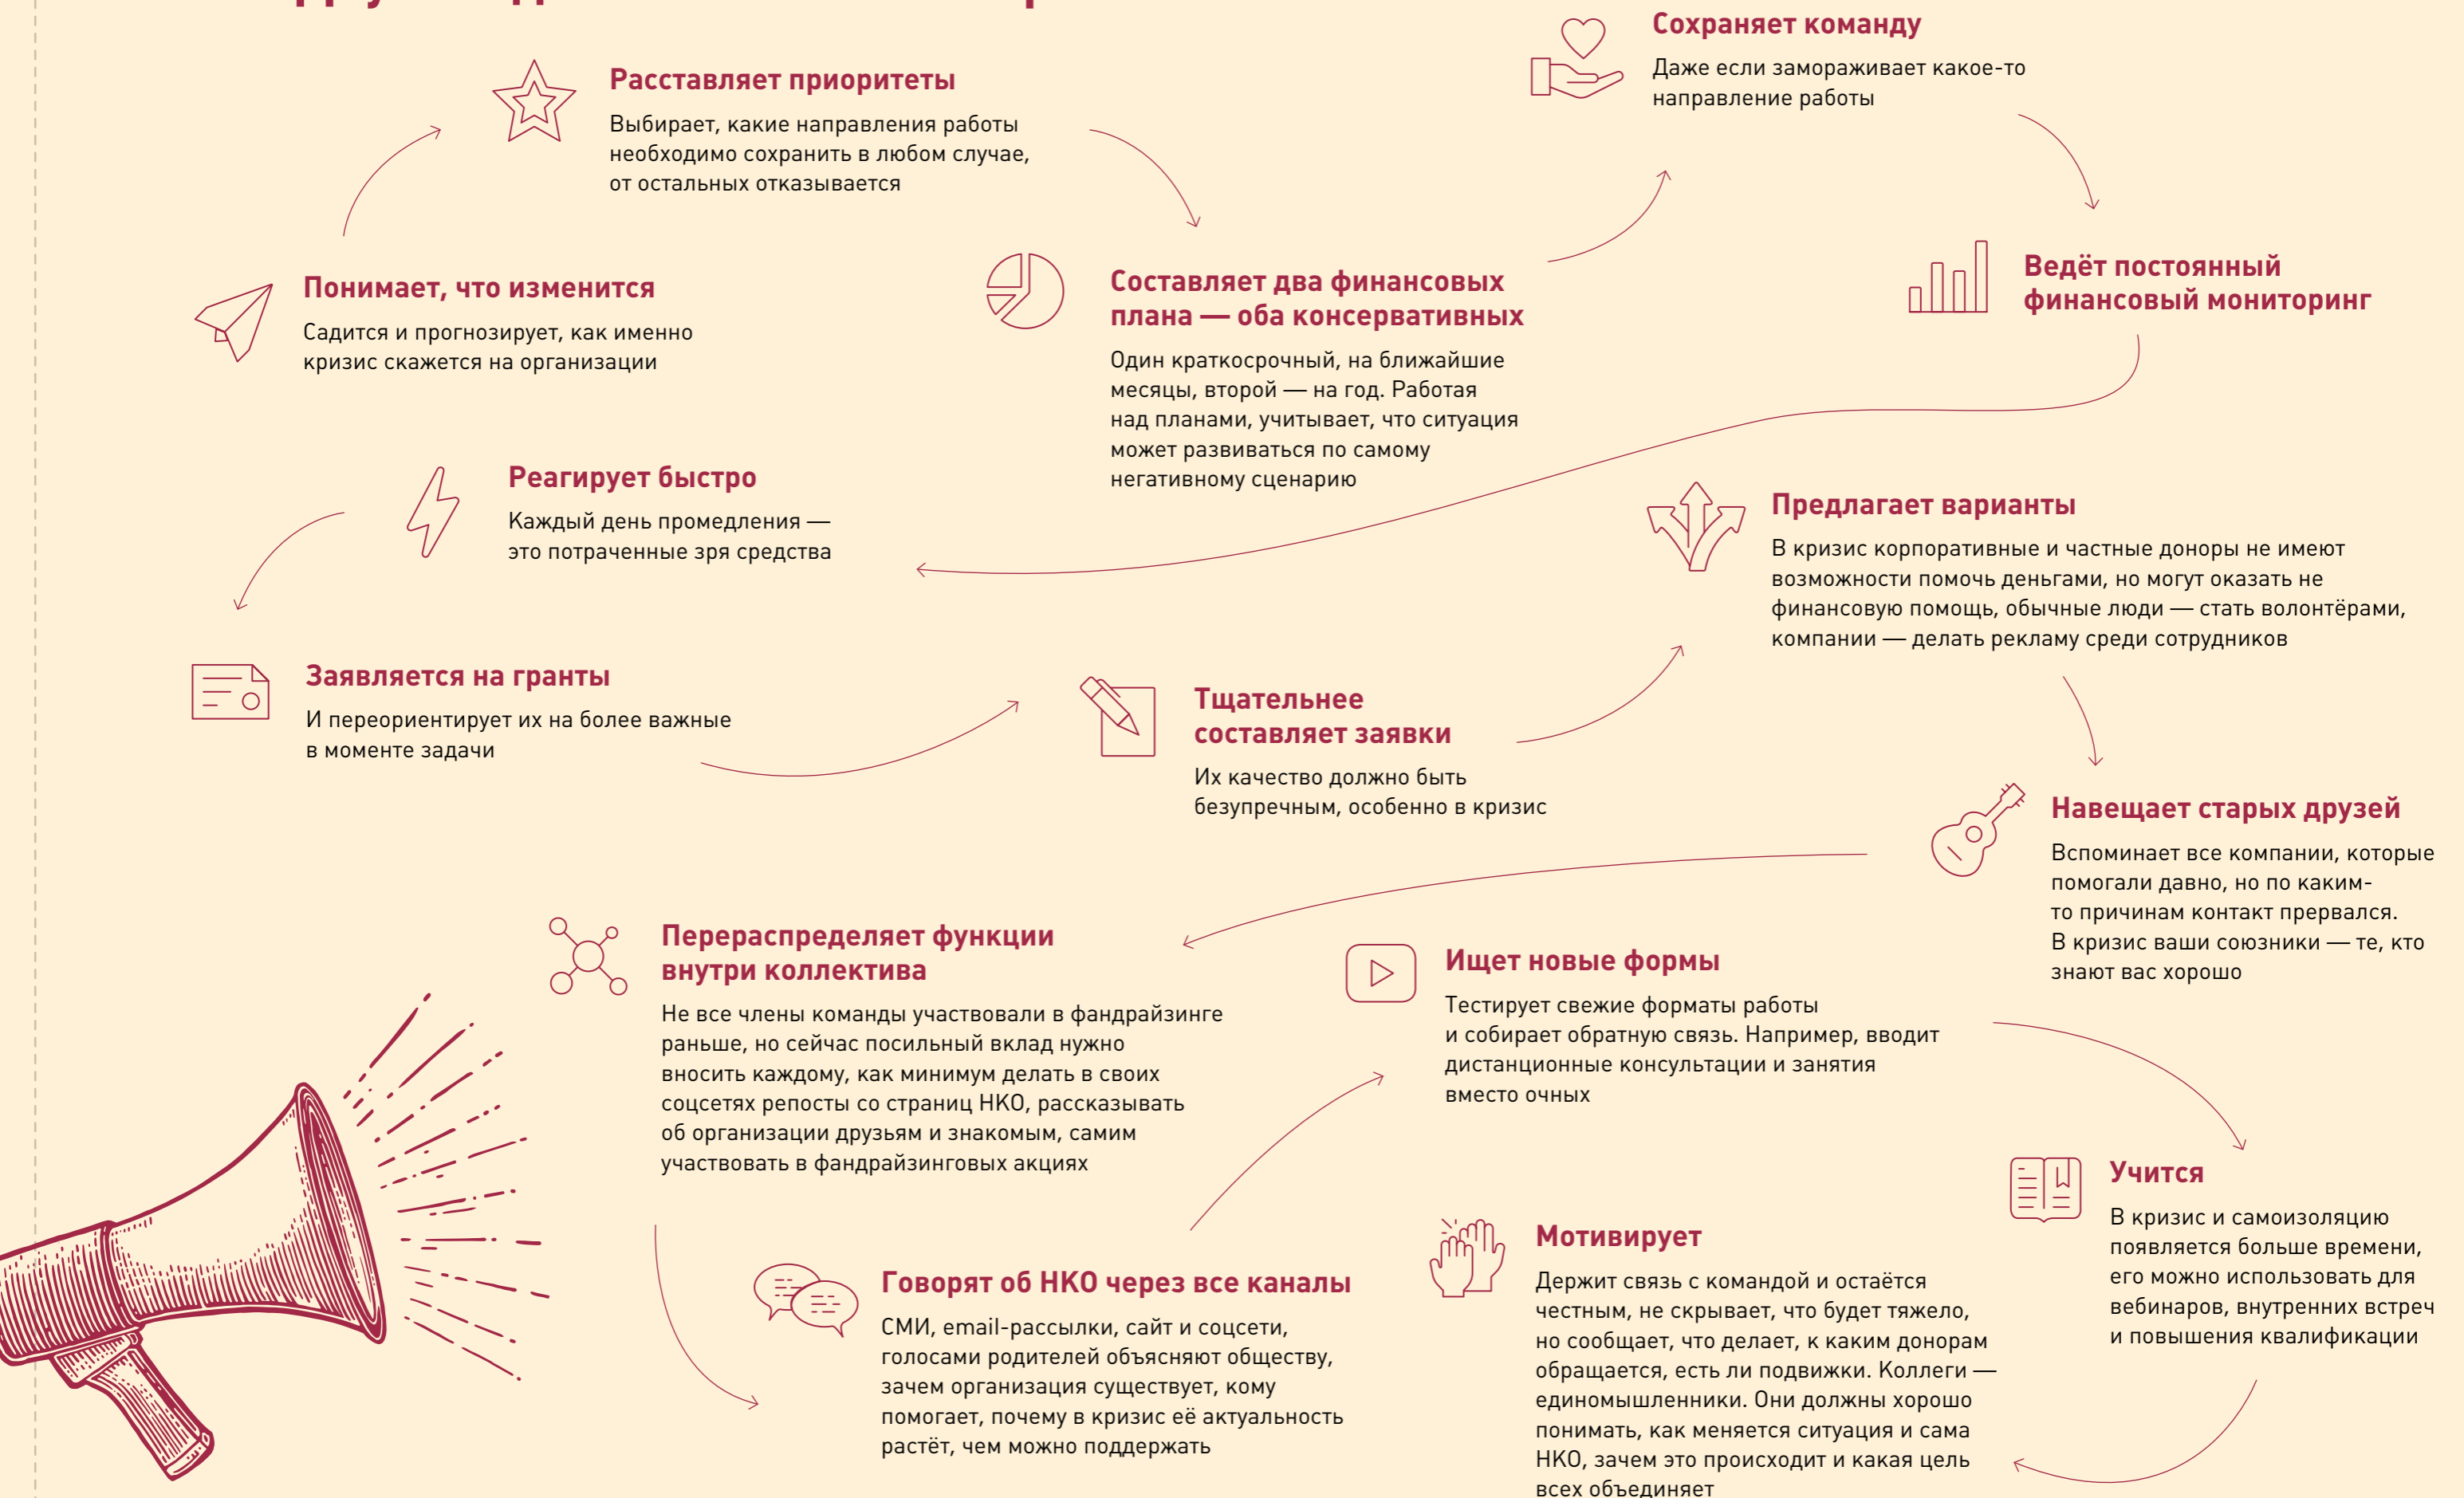 Расставляет приоритеты
Выбирает, какие направления работы
необходимо сохранить в любом случае,
от остальных отказывается
Сохраняет команду
Даже если замораживает какое-то
направление работы
Понимает, что изменится
Садится и прогнозирует, как именно
кризис скажется на организации
Составляет два финансовых
плана — оба консервативных
Один краткосрочный, на ближайшие
месяцы, второй — на год. Работая
над планами, учитывает, что ситуация
может развиваться по самому
негативному сценарию
Ведёт постоянный
финансовый мониторинг
Реагирует быстро
Каждый день промедления —
это потраченные зря средства
Заявляется на гранты
И переориентирует их на более важные
в моменте задачи
Тщательнее
составляет заявки
Их качество должно быть
безупречным, особенно в кризис
Предлагает варианты
В кризис корпоративные и частные доноры не имеют
возможности помочь деньгами, но могут оказать не
финансовую помощь, обычные люди — стать волонтёрами,
компании — делать рекламу среди сотрудников
Навещает старых друзей
Вспоминает все компании, которые
помогали давно, но по каким-
то причинам контакт прервался.
В кризис ваши союзники — те, кто
знают вас хорошо
Перераспределяет функции
внутри коллектива
Не все члены команды участвовали в фандрайзинге
раньше, но сейчас посильный вклад нужно
вносить каждому, как минимум делать в своих
соцсетях репосты со страниц НКО, рассказывать
об организации друзьям и знакомым, самим
участвовать в фандрайзинговых акциях
Говорят об НКО через все каналы
СМИ, email-рассылки, сайт и соцсети,
голосами родителей объясняют обществу,
зачем организация существует, кому
помогает, почему в кризис её актуальность
растёт, чем можно поддержать
Ищет новые формы
Тестирует свежие форматы работы
и собирает обратную связь. Например, вводит
дистанционные консультации и занятия
вместо очных
Учится
В кризис и самоизоляцию
появляется больше времени,
его можно использовать для
вебинаров, внутренних встреч
и повышения квалификации
Мотивирует
Держит связь с командой и остаётся
честным, не скрывает, что будет тяжело,
но сообщает, что делает, к каким донорам
обращается, есть ли подвижки. Коллеги —
единомышленники. Они должны хорошо
понимать, как меняется ситуация и сама
НКО, зачем это происходит и какая цель
всех объединяет